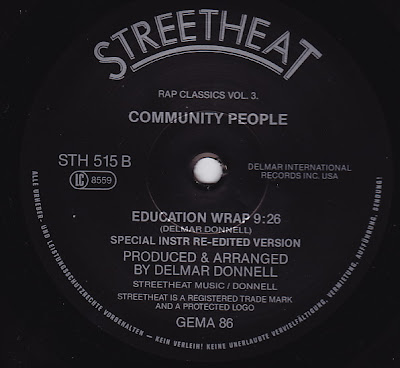 STREETHEAT
RAP CLASSICS VOL. 3.
COMMUNITY PEOPLE
STH 515 B
LC 8559
DELMAR INTERNATIONAL
RECORDS INC. USA
EDUCATION WRAP 9:26
(DELMAR DONNELL)
SPECIAL INSTR RE-EDITED VERSION
PRODUCED & ARRANGED
BY DELMAR DONNELL
STREETHEAT MUSIC / DONNELL
STREETHEAT IS A REGISTERED TRADE MARK
AND A PROTECTED LOGO
GEMA 86
ALLE URHEBER- UND LEISTUNGSSCHUTZRECHTE VORBEHALTEN — KEIN VERLEIH! KEINE UNERLAUBTE VERVIELFÄLTIGUNG, VERMIETUNG, AUFFÜHRUNG, SENDUNG!